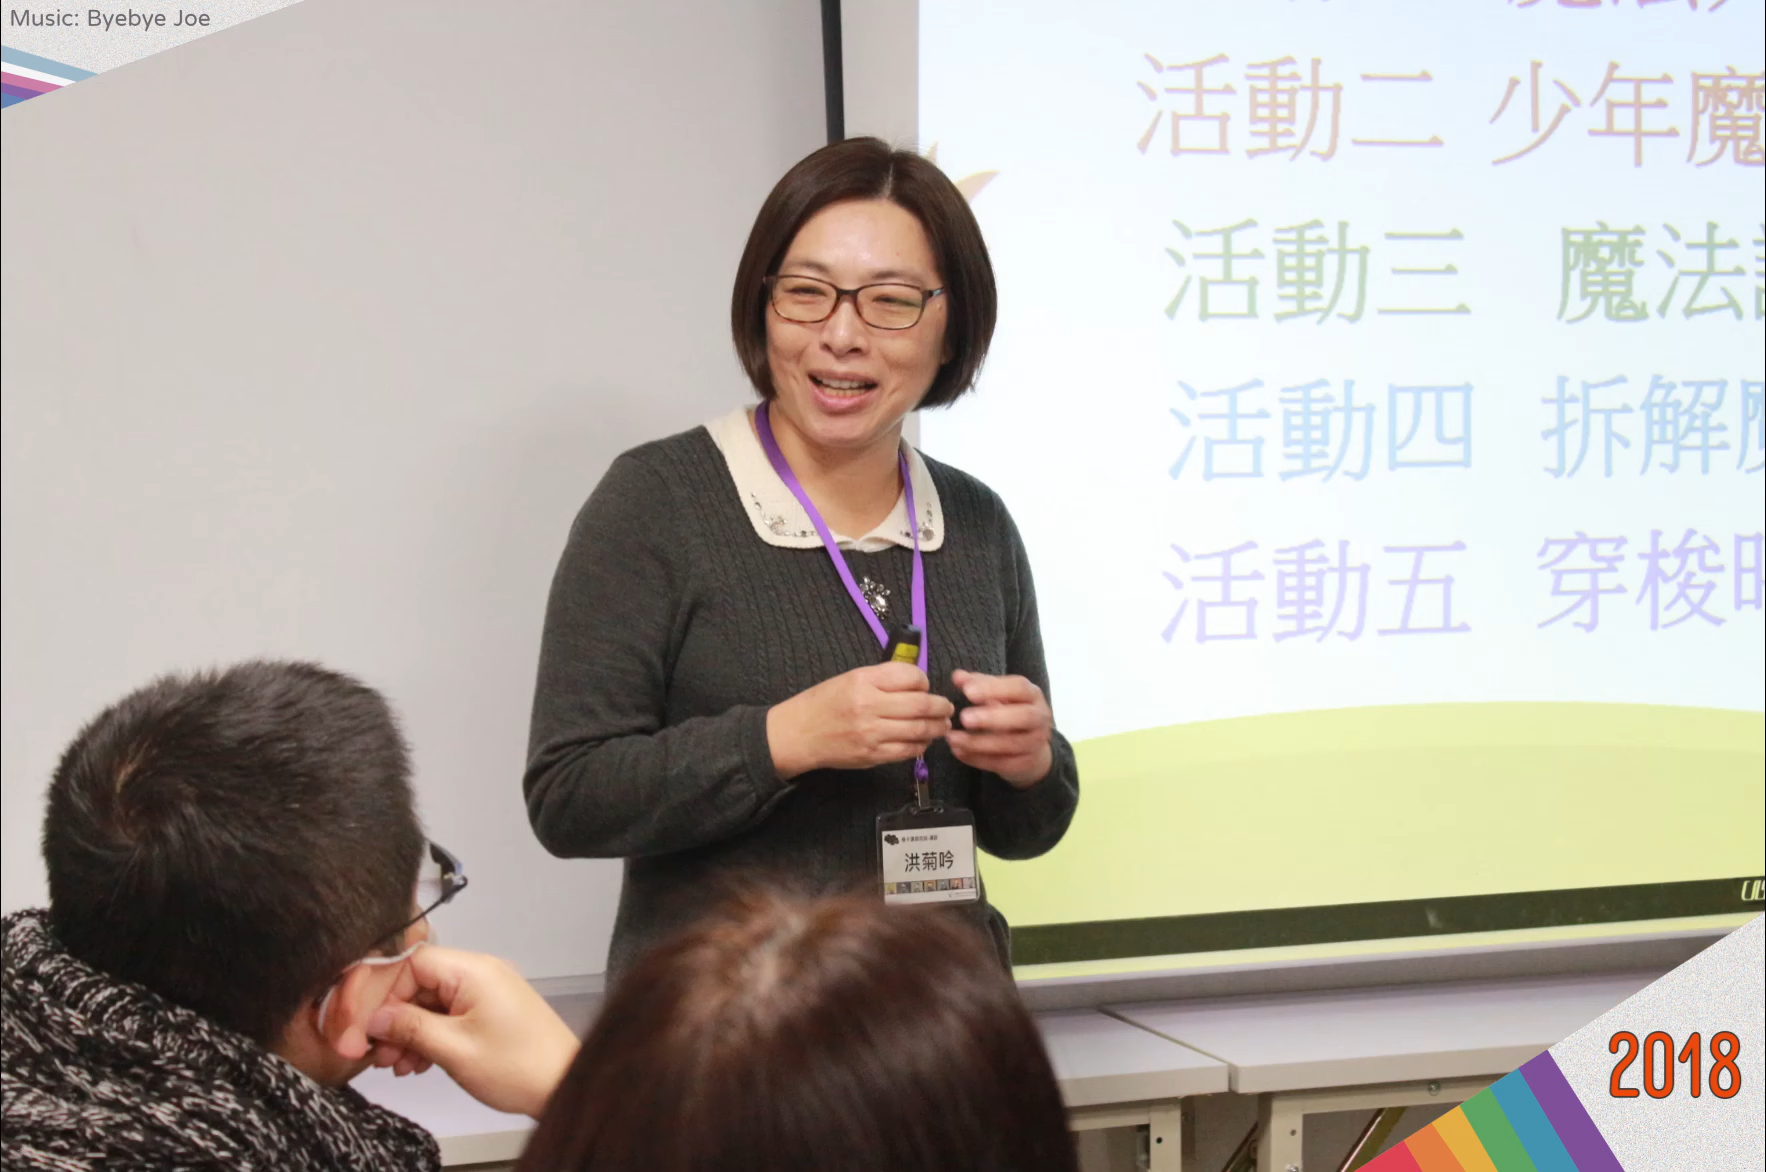 Music: Byebye Joe
活動二 少年魔
活動三 魔法
活動四 拆解
活動五 穿梭
洪菊吟
2018